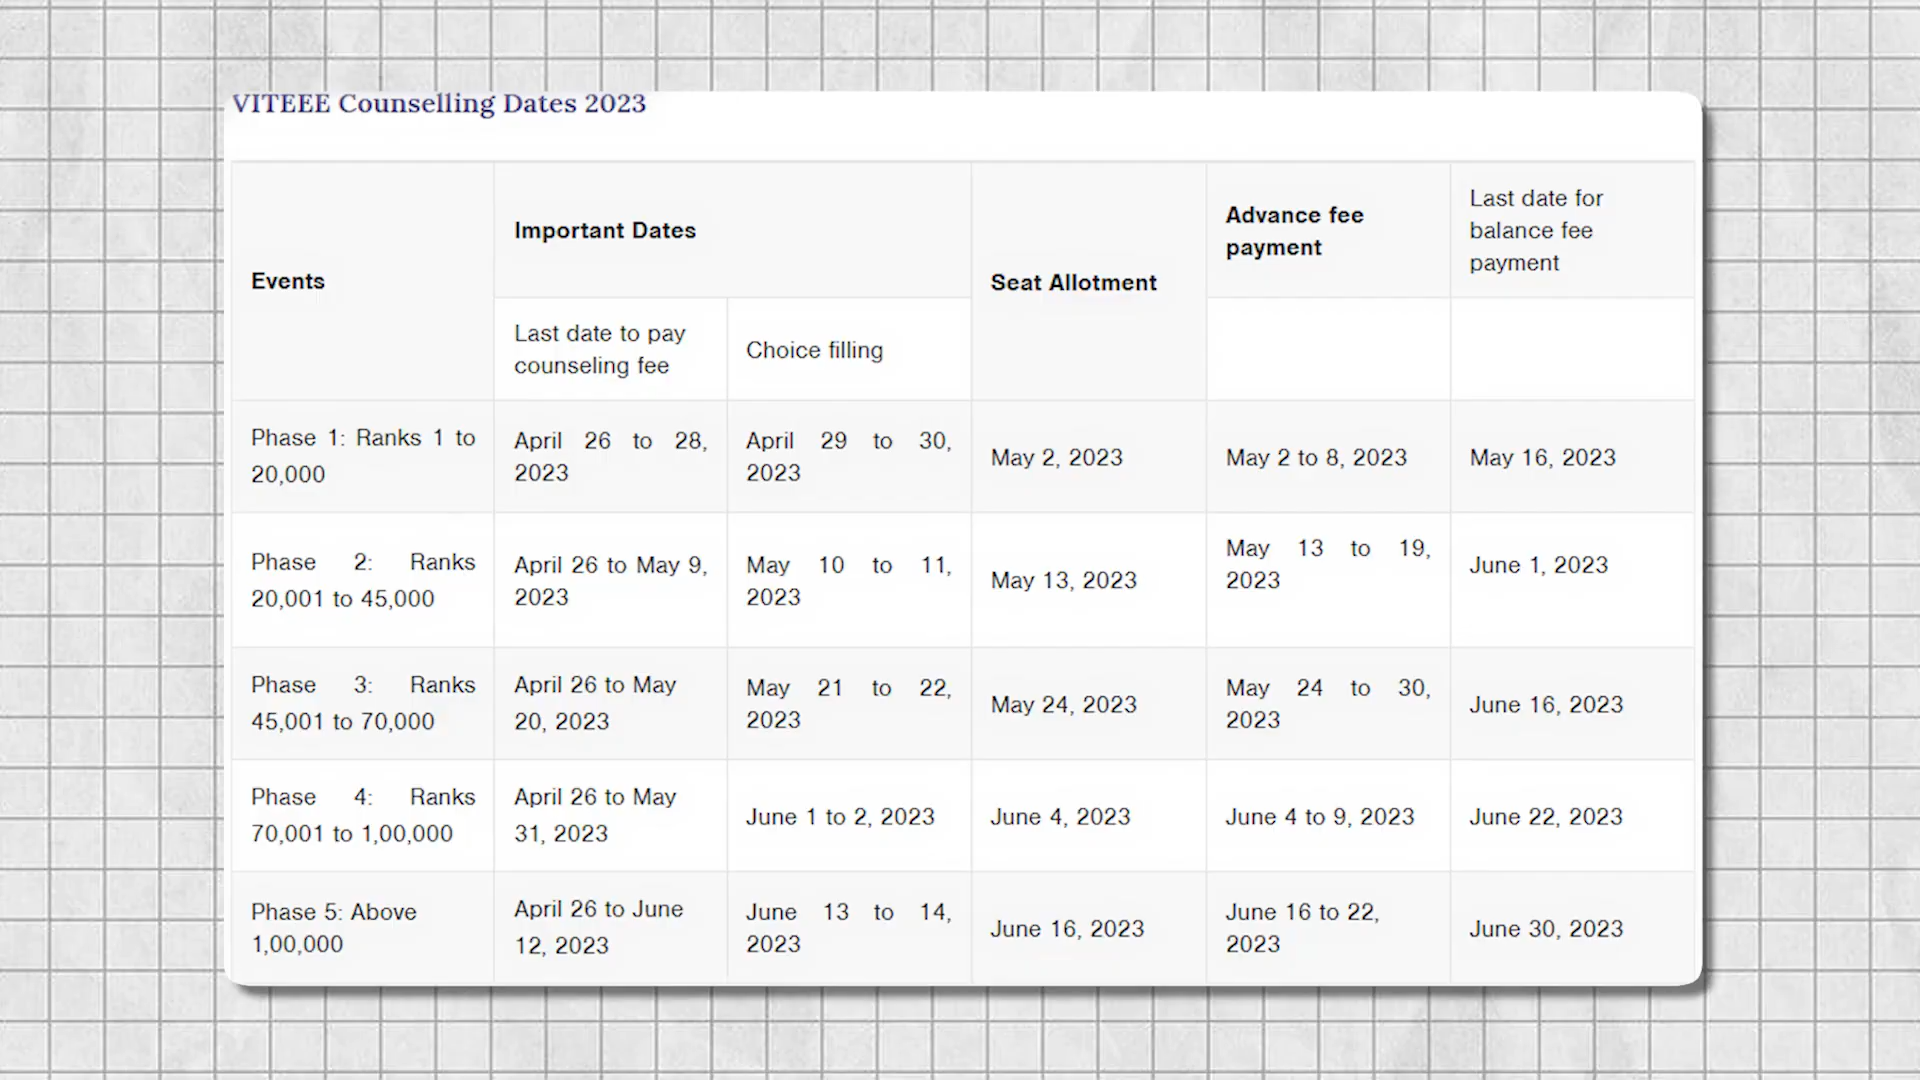 VITEEE Counselling Dates 2023
Events
Important Dates
Seat Allotment
Advance fee
payment
Last date for
balance fee
payment
Last date to pay
counseling fee
Choice filling
Phase 1: Ranks 1 to
20,000
April 26 to 28,
2023
April 29 to 30,
2023
May 2, 2023
May 2 to 8, 2023
May 16, 2023
Phase 2: Ranks
20,001 to 45,000
April 26 to May 9,
2023
May 10 to 11,
2023
May 13, 2023
May 13 to 19,
2023
June 1, 2023
Phase 3: Ranks
45,001 to 70,000
April 26 to May
20, 2023
May 21 to 22,
2023
May 24, 2023
May 24 to 30,
2023
June 16, 2023
Phase 4: Ranks
70,001 to 1,00,000
April 26 to May
31, 2023
June 1 to 2, 2023
June 4, 2023
June 4 to 9, 2023
June 22, 2023
Phase 5: Above
1,00,000
April 26 to June
12, 2023
June 13 to 14,
2023
June 16, 2023
June 16 to 22,
2023
June 30, 2023